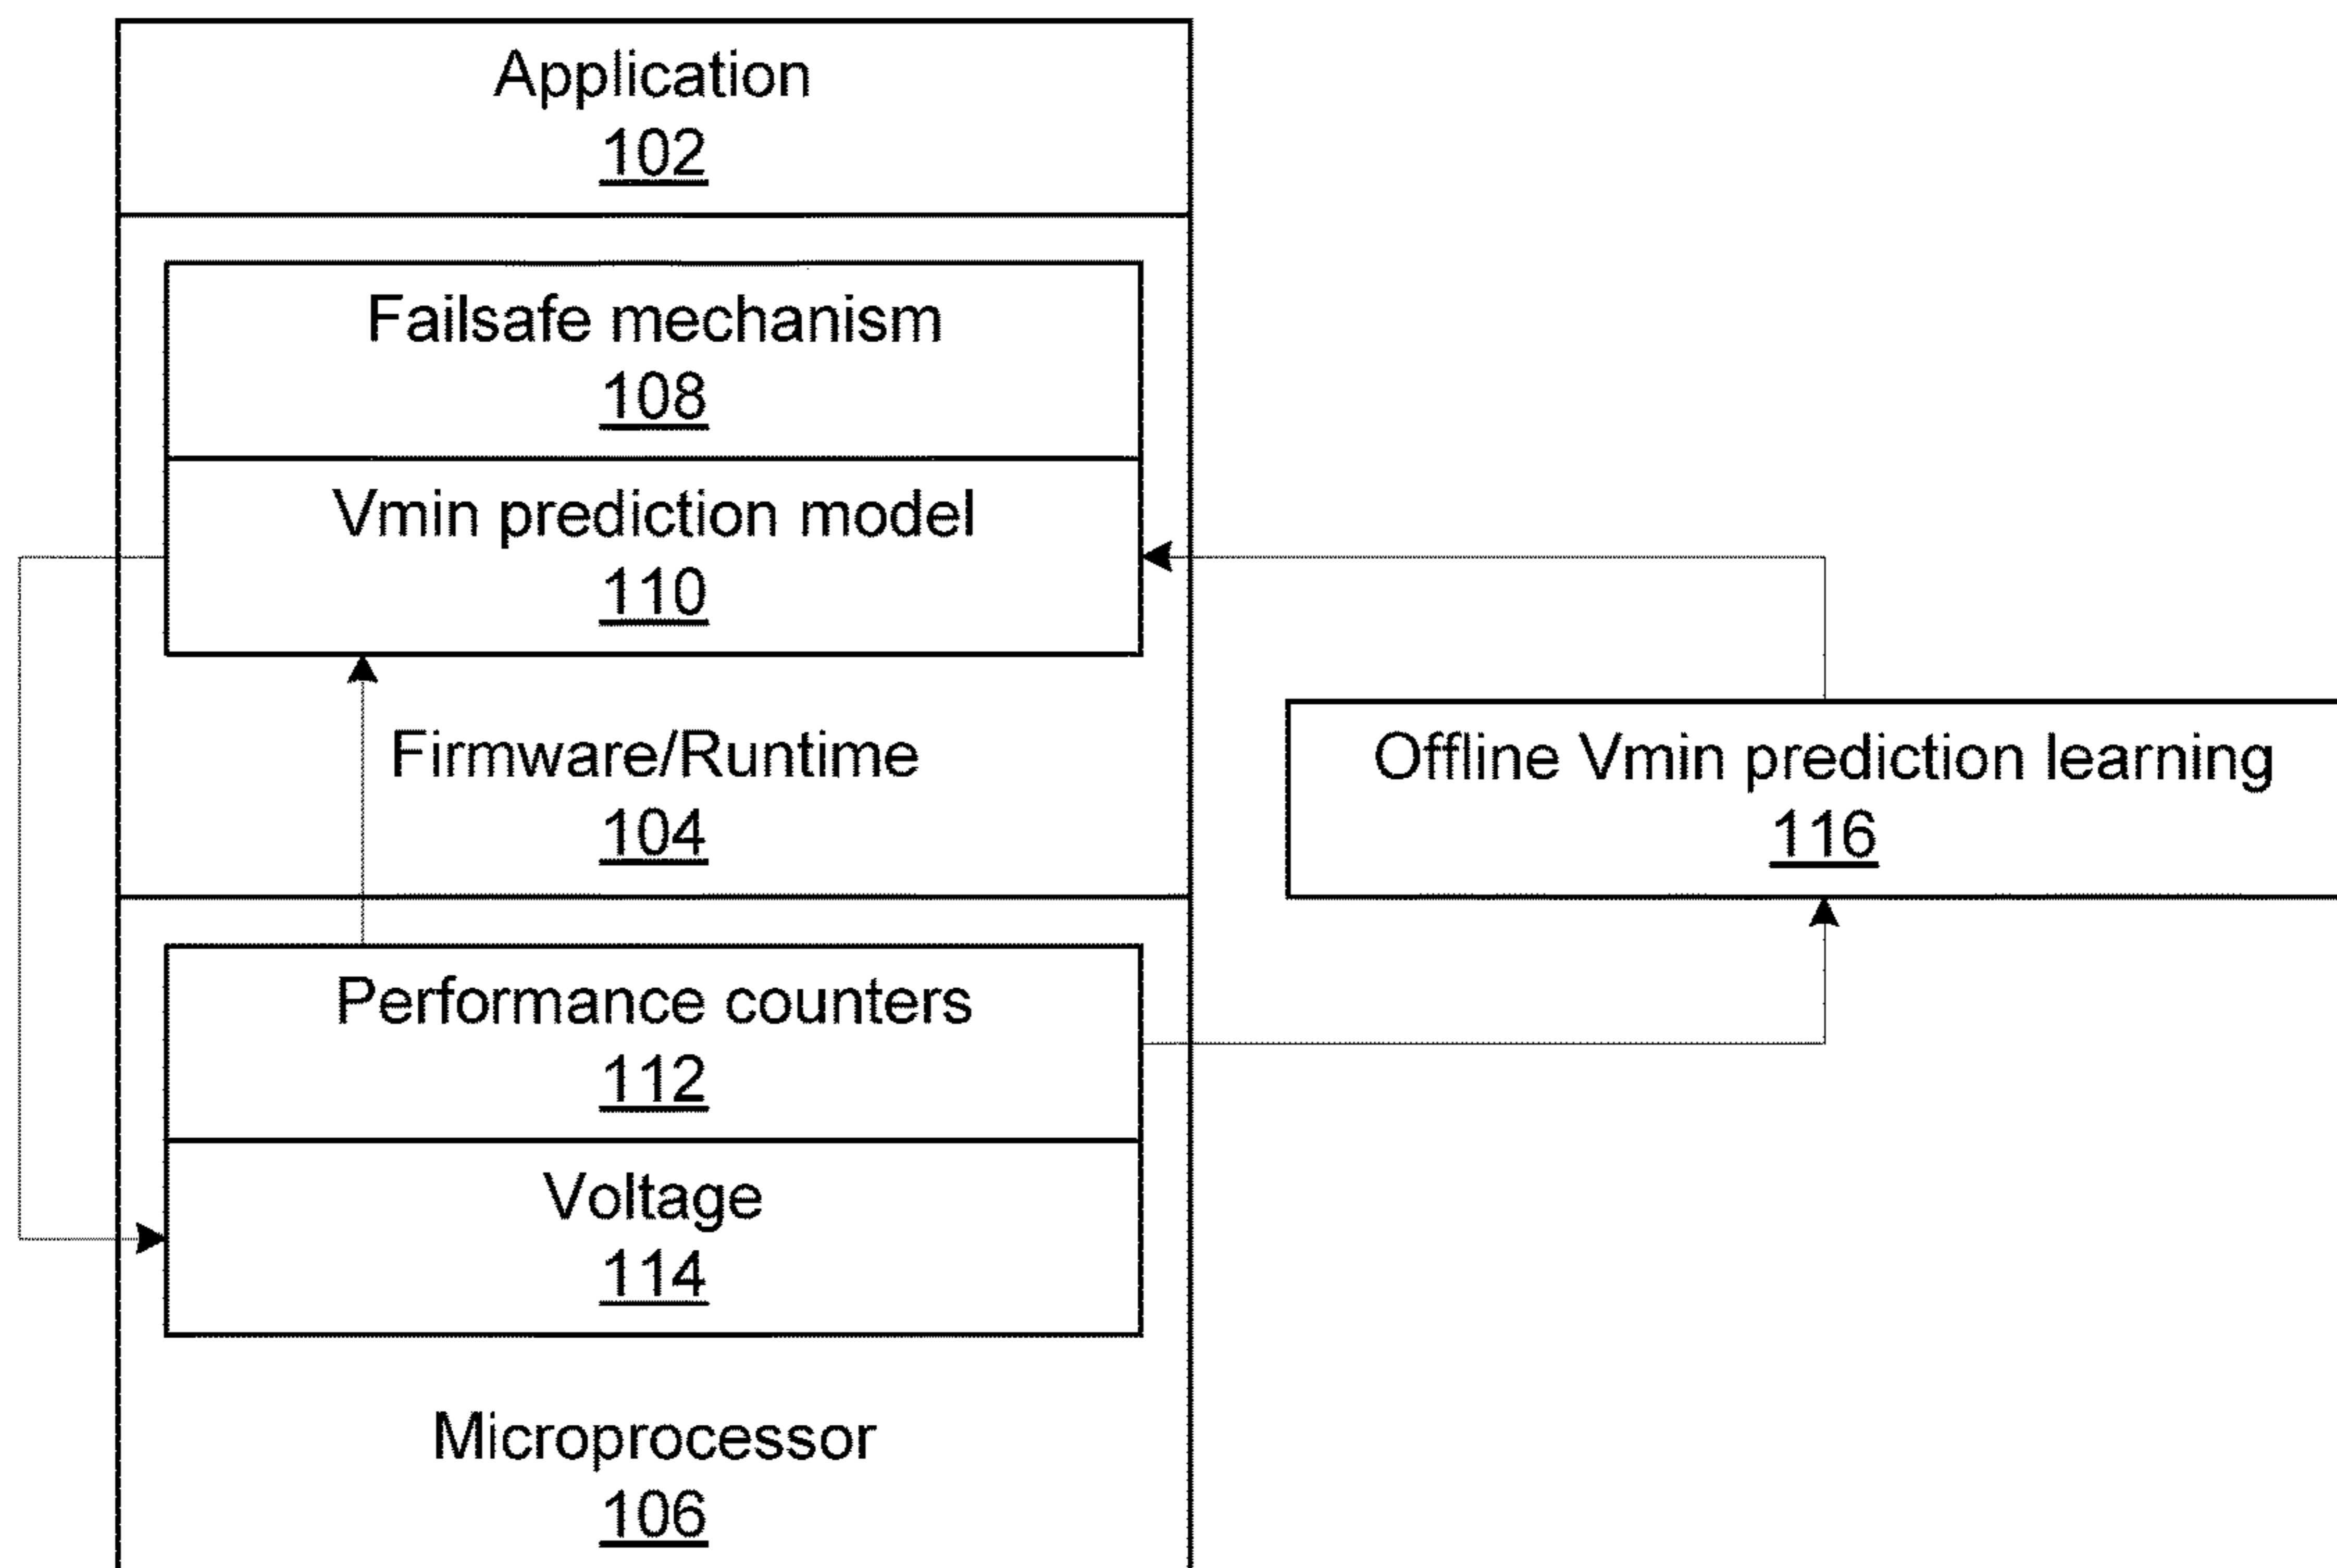 Application
102
Failsafe mechanism
108
Vmin prediction model
110
Firmware/Runtime
104
Offline Vmin prediction learning
116
Performance counters
112
Voltage
114
Microprocessor
106